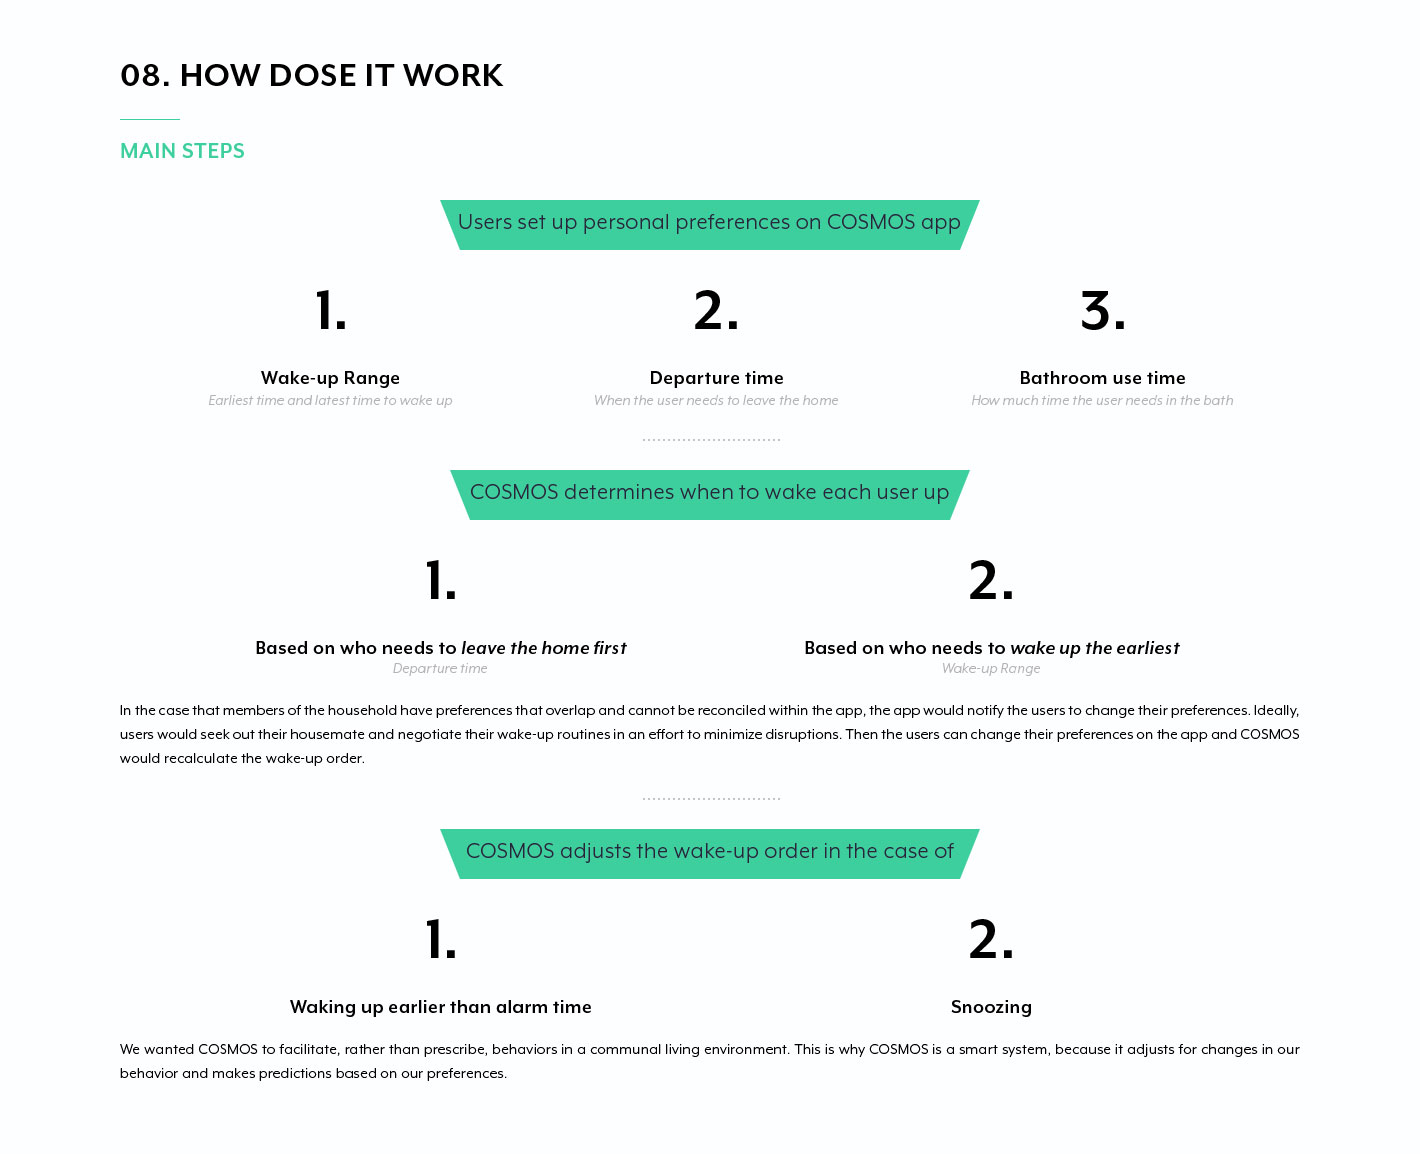 08. HOW DOSE IT WORK
MAIN STEPS
Users set up personal preferences on COSMOS app
1.
2.
3.
Wake-up Range
Departure time
Bathroom use time
Earliest time and latest time to wake up
When the user needs to leave the home
How much time the user needs in the bath
COSMOS determines when to wake each user up
1.
2.
Based on who needs to leave the home first
Based on who needs to wake up the earliest
Departure time
Wake-up Range
In the case that members of the household have preferences that overlap and cannot be reconciled within the app, the app would notify the users to change their preferences. Ideally,
users would seek out their housemate and negotiate their wake-up routines in an effort to minimize disruptions. Then the users can change their preferences on the app and COSMOS
would recalculate the wake-up order.
COSMOS adjusts the wake-up order in the case of
1.
2.
Waking up earlier than alarm time
Snoozing
We wanted COSMOS to facilitate, rather than prescribe, behaviors in a communal living environment. This is why COSMOS is a smart system, because it adjusts for changes in our
behavior and makes predictions based on our preferences.